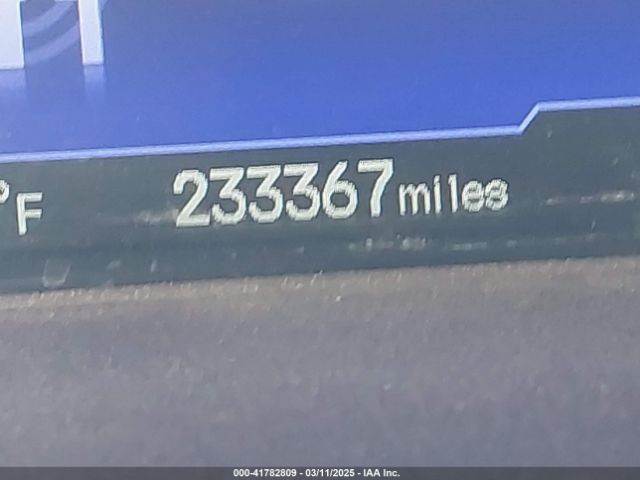 °F 233367 miles
000-41782809 - 03/11/2025 - IAA Inc.